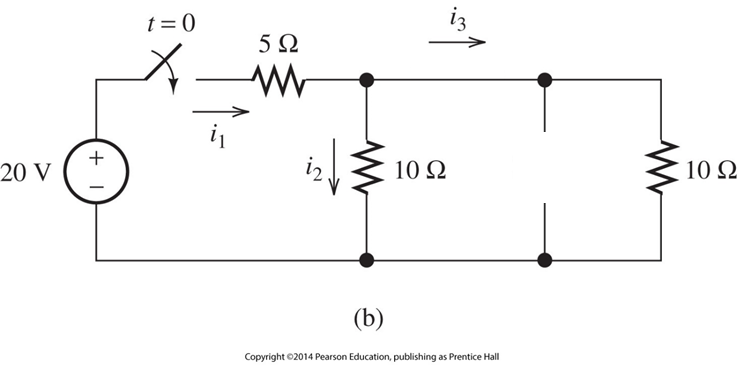 t = 0
i3
5 Ω
i1
20 V
+
−
i2
10 Ω
10 Ω
(b)
Copyright ©2014 Pearson Education, publishing as Prentice Hall